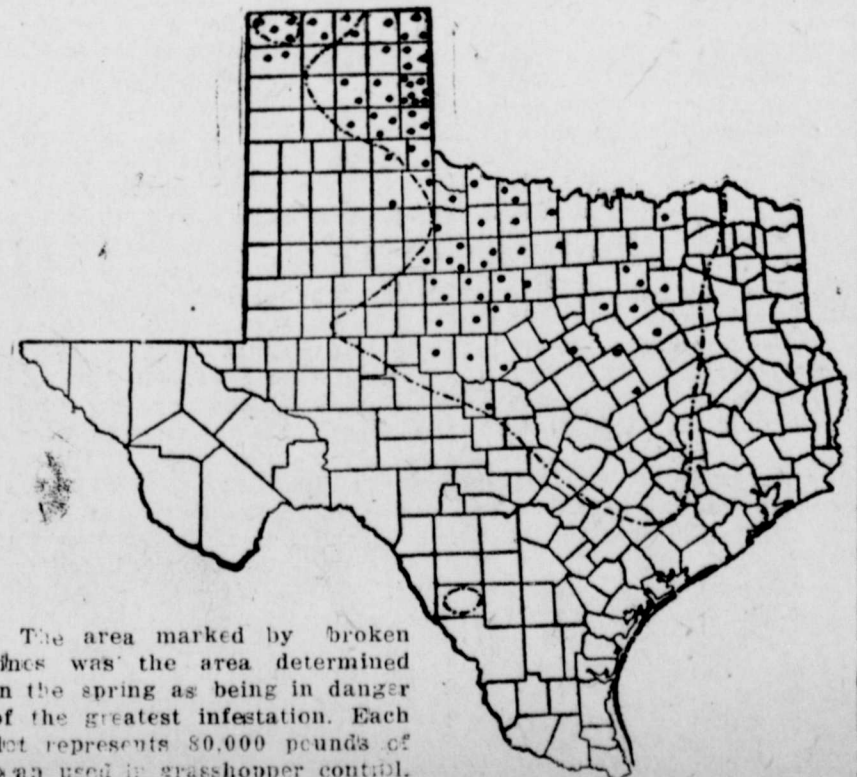 The area marked by broken
lines was the area determined
in the spring as being in danger
of the greatest infestation. Each
dot represents 80,000 pounds of
used in grasshopper control.